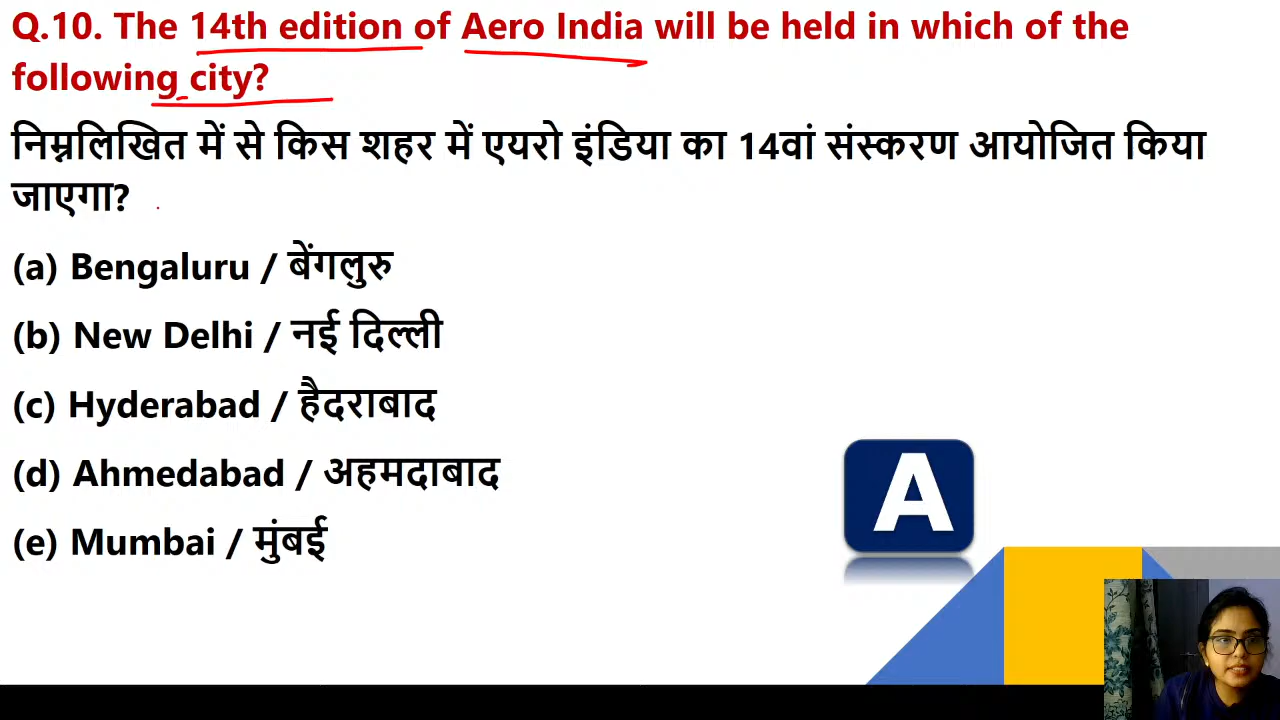 Q.10. The 14th edition of Aero India will be held in which of the
following city?
निम्नलिखित में से किस शहर में एयरो इंडिया का 14वां संस्करण आयोजित किया
जाएगा?
(a) Bengaluru / बेंगलुरु
(b) New Delhi / नई दिल्ली
(c) Hyderabad / हैदराबाद
(d) Ahmedabad / अहमदाबाद
(e) Mumbai / मुंबई
A